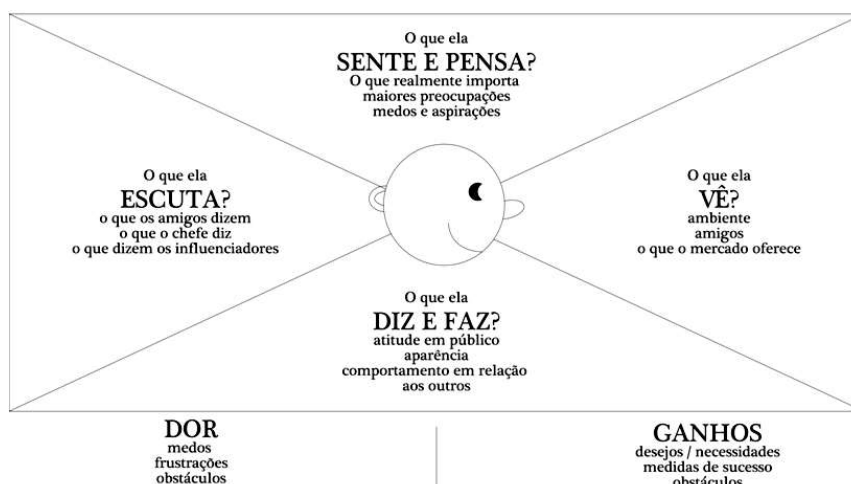 O que ela
SENTE E PENSA?
O que realmente importa
maiores preocupações
medos e aspirações
O que ela
ESCUTA?
o que os amigos dizem
o que o chefe diz
o que dizem os influenciadores
O que ela
VÊ?
ambiente
amigos
o que o mercado oferece
O que ela
DIZ E FAZ?
atitude em público
aparência
comportamento em relação
aos outros
DOR
medos
frustrações
obstáculos
GANHOS
desejos / necessidades
medidas de sucesso
obstáculos